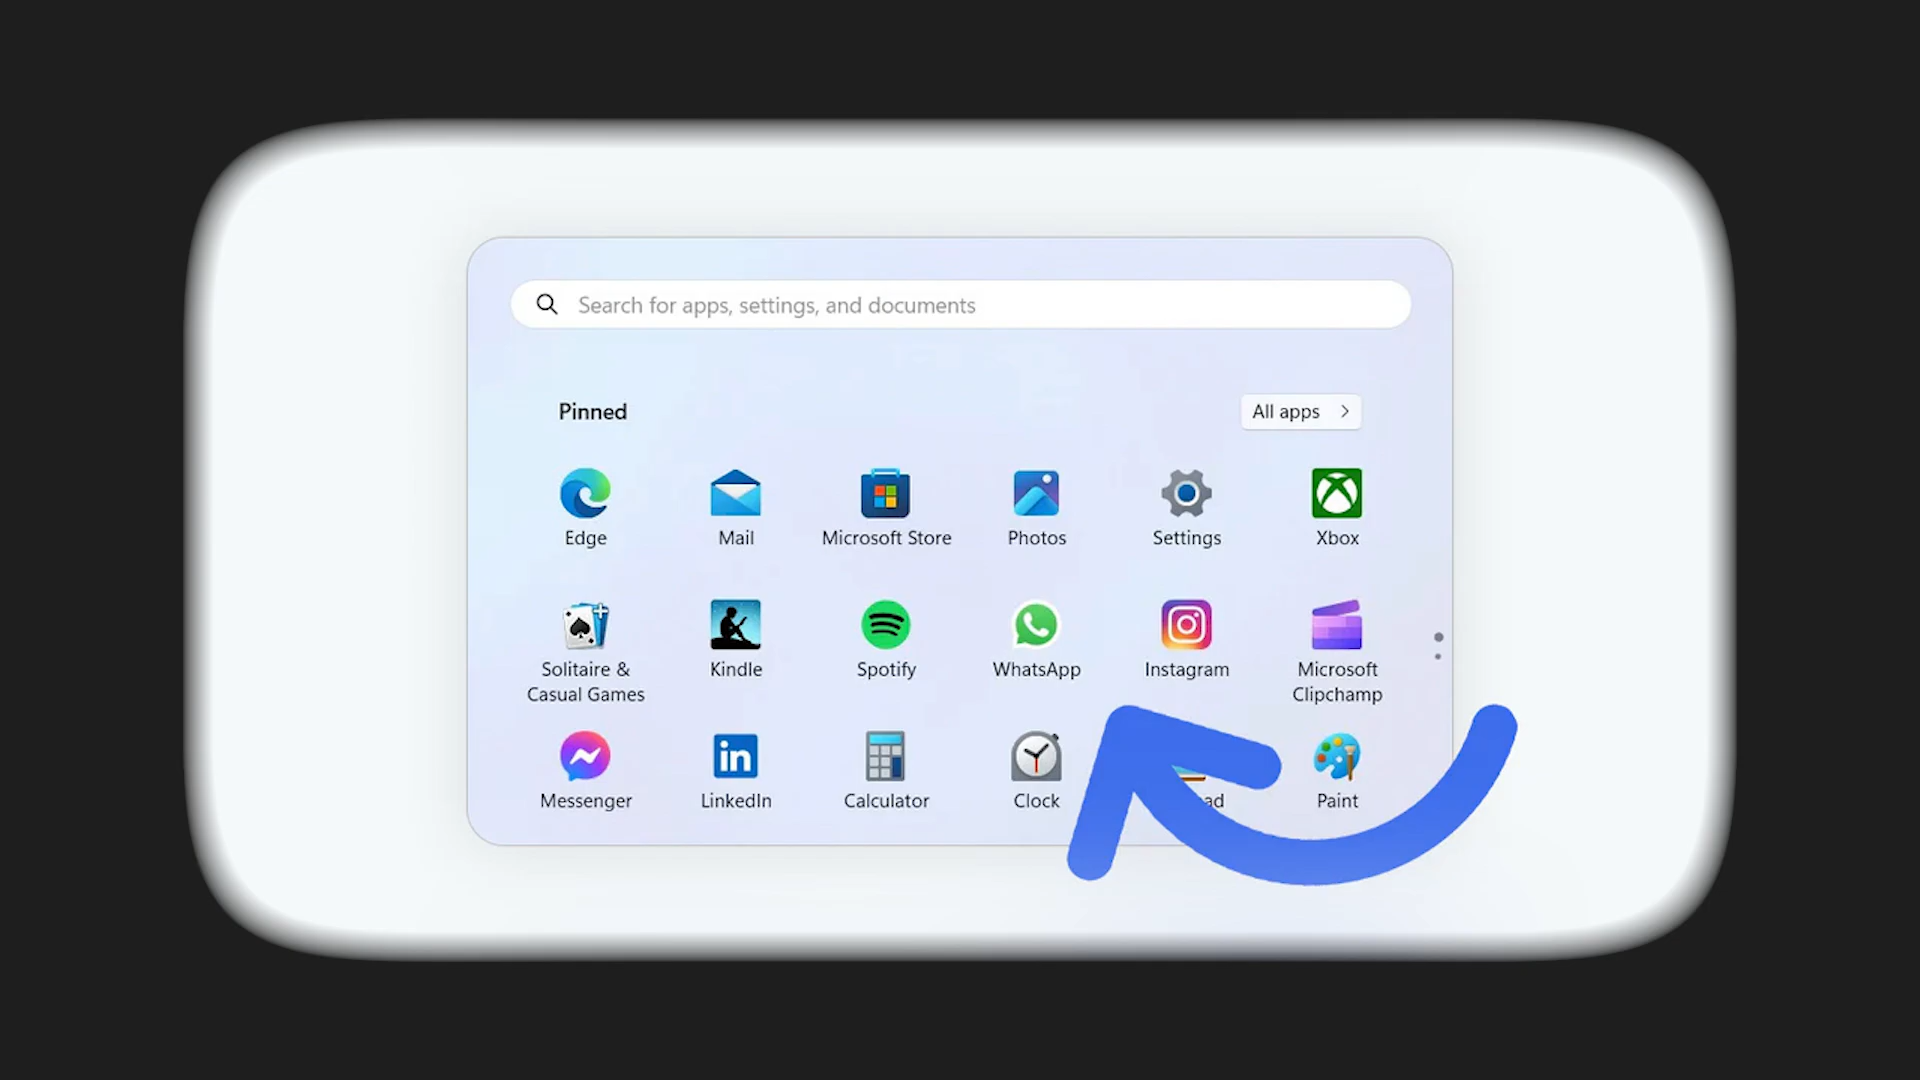 Search for apps, settings, and documents
Pinned
All apps
Edge
Mail
Microsoft Store
Photos
Settings
Xbox
Solitaire &
Casual Games
Kindle
Spotify
WhatsApp
Instagram
Microsoft
Clipchamp
Messenger
in
LinkedIn
Calculator
Clock
Paint